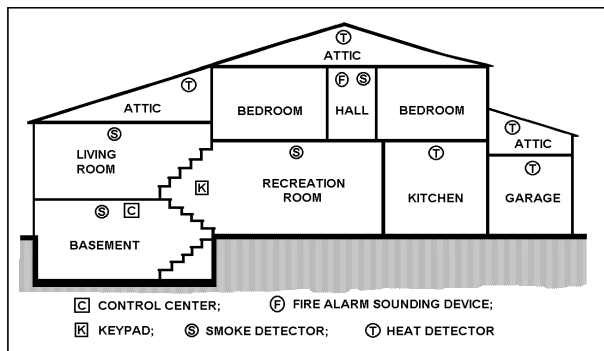 T
ATTIC
T
ATTIC
F S
BEDROOM HALL BEDROOM
T
ATTIC
S
LIVING
ROOM
K
S
RECREATION
ROOM
T
KITCHEN
T
GARAGE
S C
BASEMENT
C CONTROL CENTER; F FIRE ALARM SOUNDING DEVICE;
K KEYPAD; S SMOKE DETECTOR; T HEAT DETECTOR